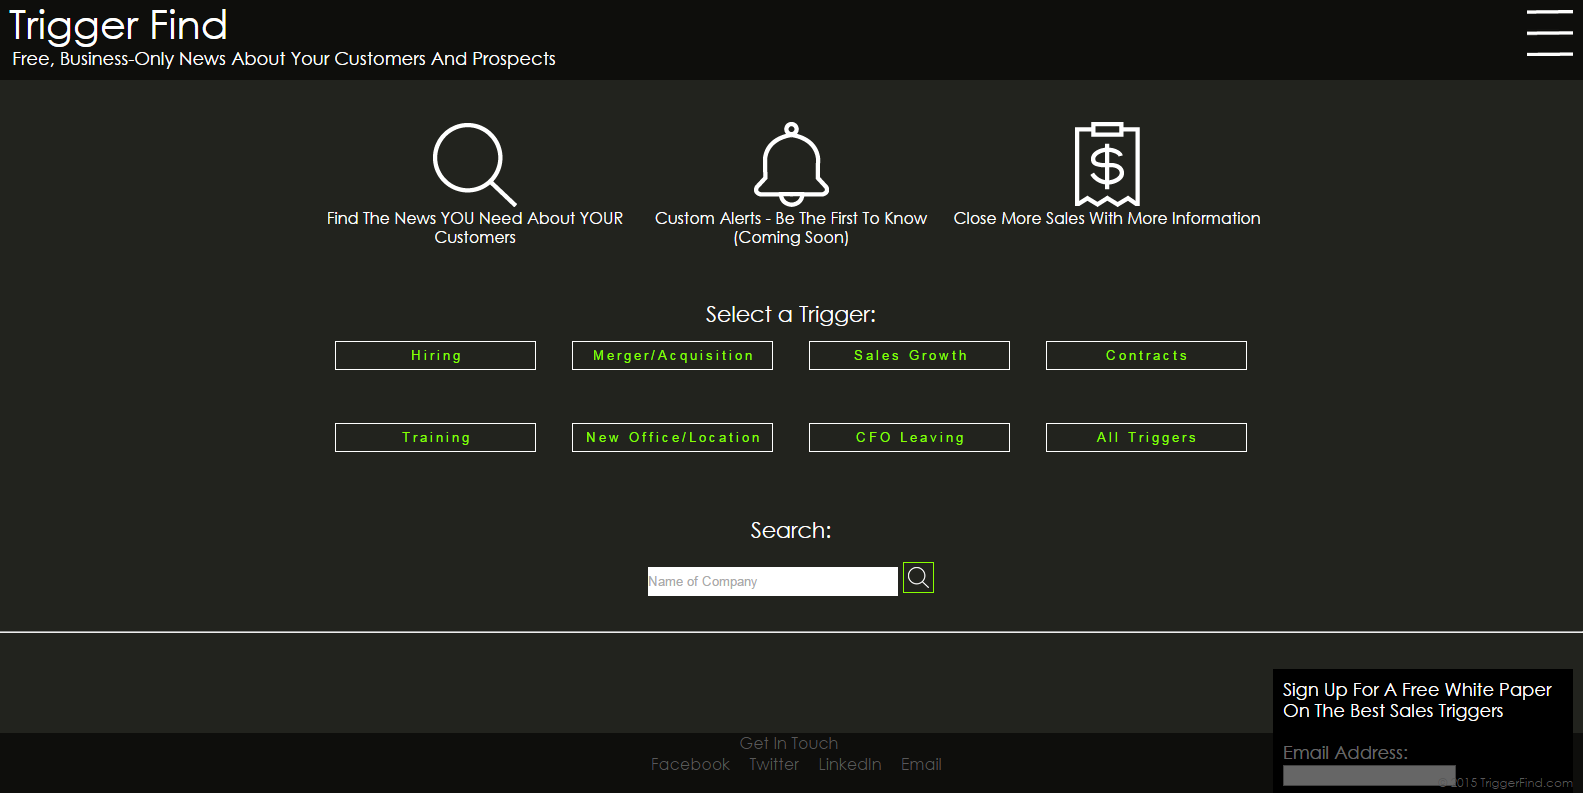 Trigger Find
Free, Business-Only News About Your Customers And Prospects
Find The News YOU Need About YOUR
Customers
Custom Alerts - Be The First To Know
(Coming Soon)
Close More Sales With More Information
Select a Trigger:
Hiring
Merger/Acquisition
Sales Growth
Contracts
Training
New Office/Location
CFO Leaving
All Triggers
Search:
Name of Company
Sign Up For A Free White Paper
On The Best Sales Triggers
Email Address:
Get In Touch
Facebook Twitter LinkedIn Email
© 2015 TriggerFind.com